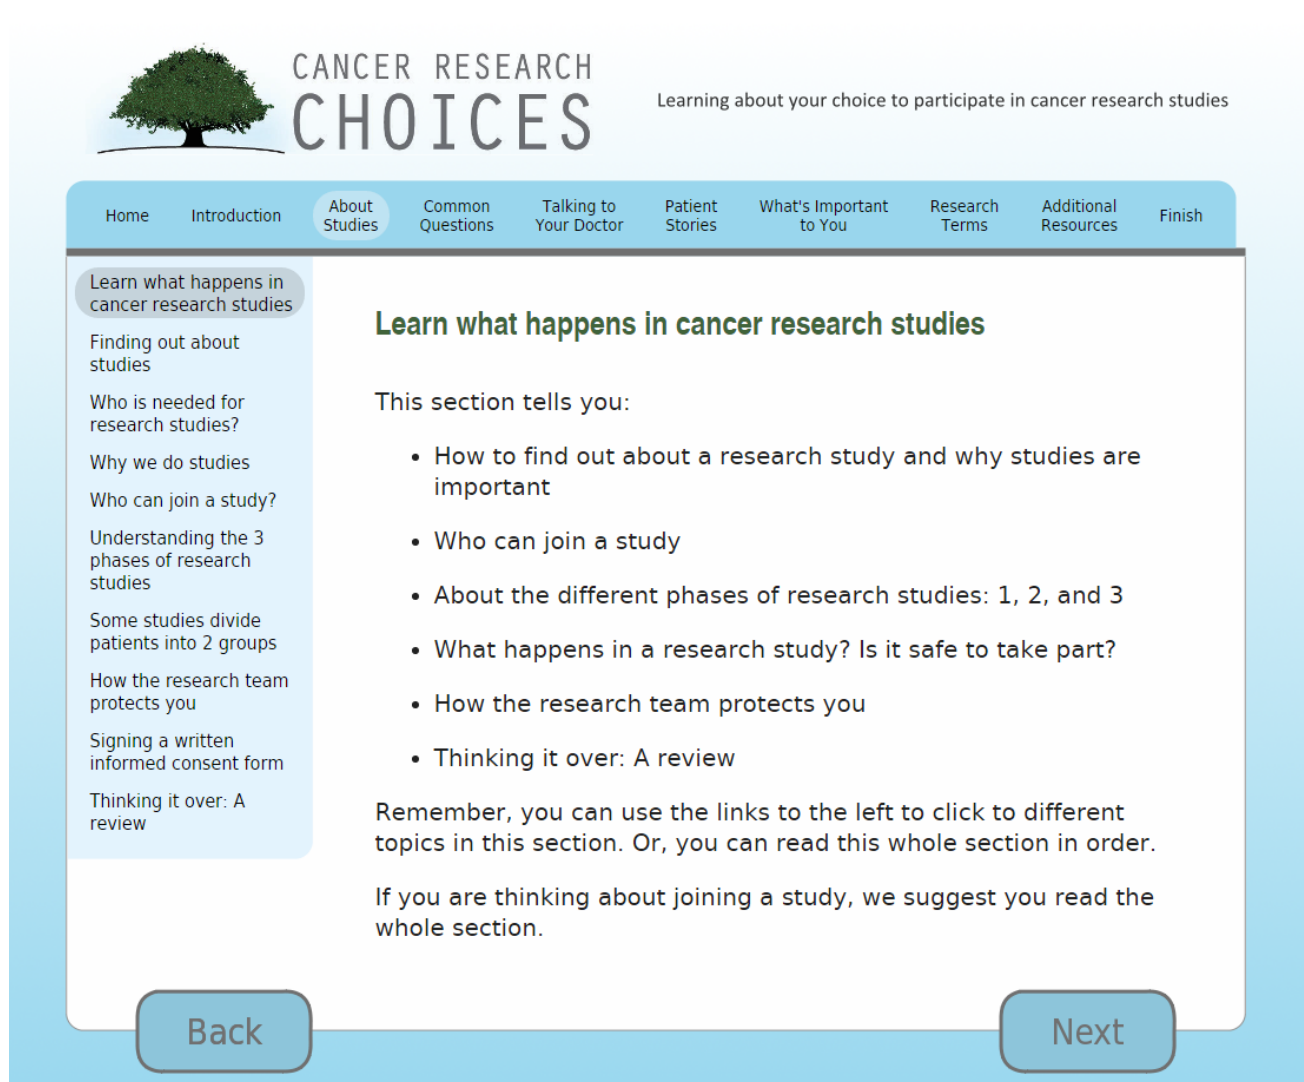 CANCER RESEARCH
CHOICES
Learning about your choice to participate in cancer research studies
Home
Introduction
About
Studies
Common
Questions
Talking to
Your Doctor
Patient
Stories
What's Important
to You
Research
Terms
Additional
Resources
Finish
Learn what happens in
cancer research studies
Finding out about
studies
Who is needed for
research studies?
Why we do studies
Who can join a study?
Understanding the 3
phases of research
studies
Some studies divide
patients into 2 groups
How the research team
protects you
Signing a written
informed consent form
Thinking it over: A
review
Learn what happens in cancer research studies
This section tells you:
• How to find out about a research study and why studies are
important
• Who can join a study
• About the different phases of research studies: 1, 2, and 3
• What happens in a research study? Is it safe to take part?
• How the research team protects you
• Thinking it over: A review
Remember, you can use the links to the left to click to different
topics in this section. Or, you can read this whole section in order.
If you are thinking about joining a study, we suggest you read the
whole section.
Back
Next